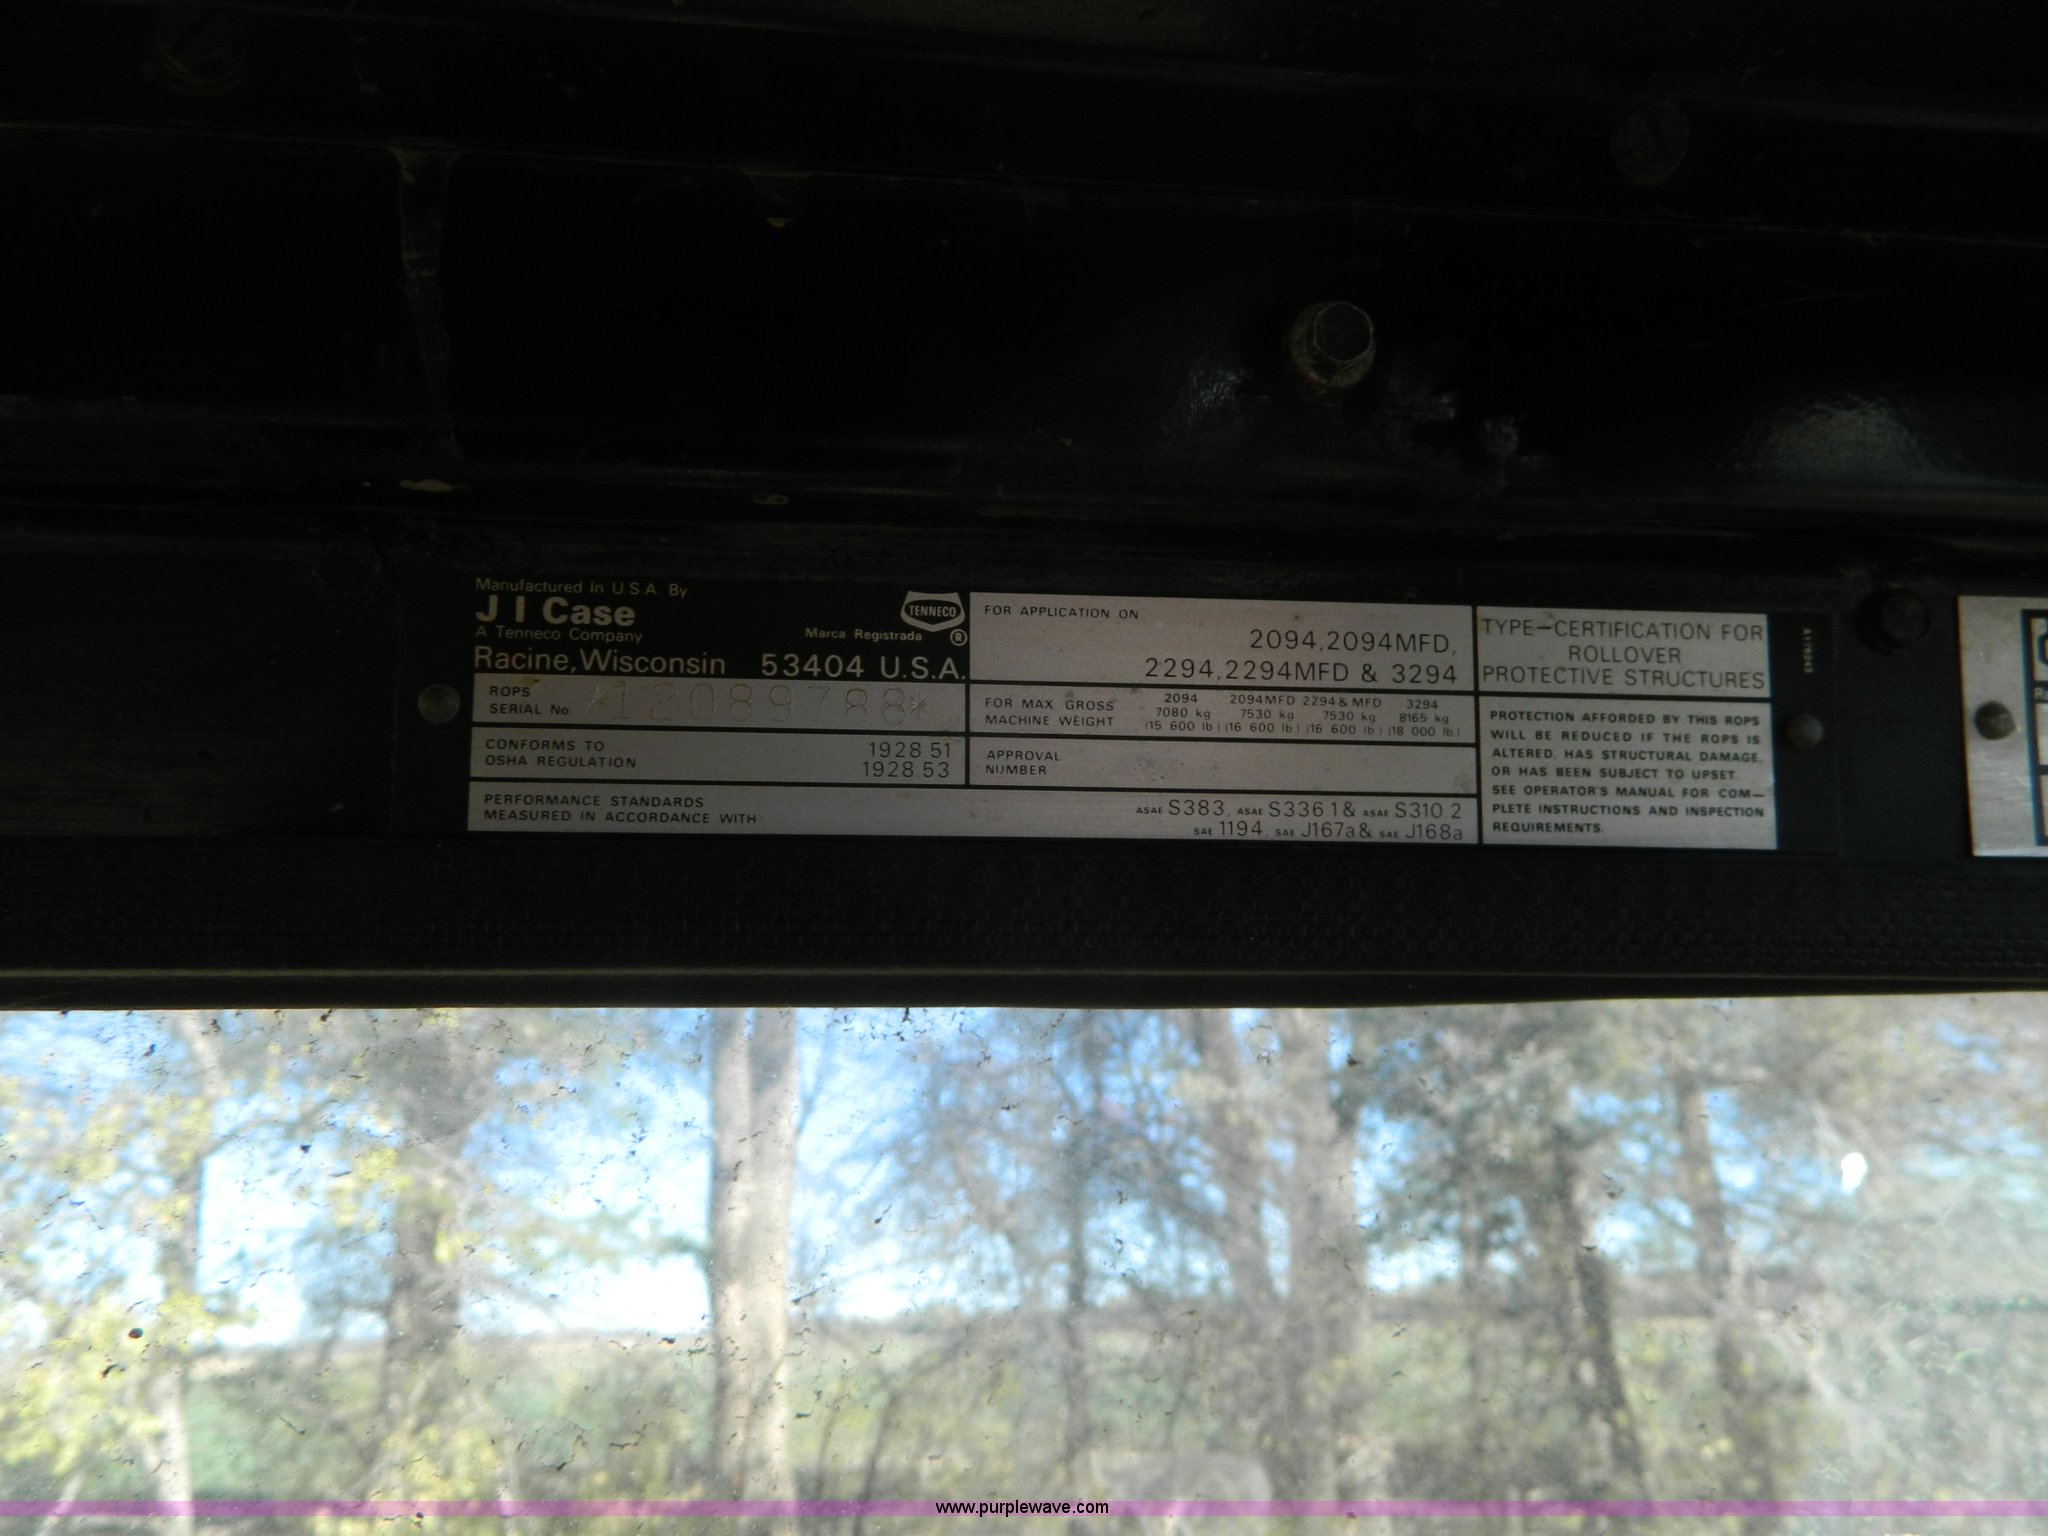 Manufactured In U.S.A. By
J I Case
A Tenneco Company
TENNECO
Marca Registrada ®
Racine, Wisconsin 53404 U.S.A.
ROPS
SERIAL No. *12089788*
CONFORMS TO
OSHA REGULATION
1928.51
1928.53
PERFORMANCE STANDARDS
MEASURED IN ACCORDANCE WITH
ASAE S383, ASAE S336.1 & ASAE S310.2
SAE 1194, SAE J167a & SAE J168a
FOR APPLICATION ON
2094, 2094MFD,
2294, 2294MFD & 3294
FOR MAX GROSS
MACHINE WEIGHT
2094 2094MFD 2294 & MFD 3294
7080 kg 7530 kg 7530 kg 8165 kg
(15 600 lb) (16 600 lb) (16 600 lb) (18 000 lb)
APPROVAL
NUMBER
TYPE—CERTIFICATION FOR
ROLLOVER
PROTECTIVE STRUCTURES
PROTECTION AFFORDED BY THIS ROPS
WILL BE REDUCED IF THE ROPS IS
ALTERED, HAS STRUCTURAL DAMAGE,
OR HAS BEEN SUBJECT TO UPSET.
SEE OPERATOR'S MANUAL FOR COM—
PLETE INSTRUCTIONS AND INSPECTION
REQUIREMENTS.
A176243
www.purplewave.com